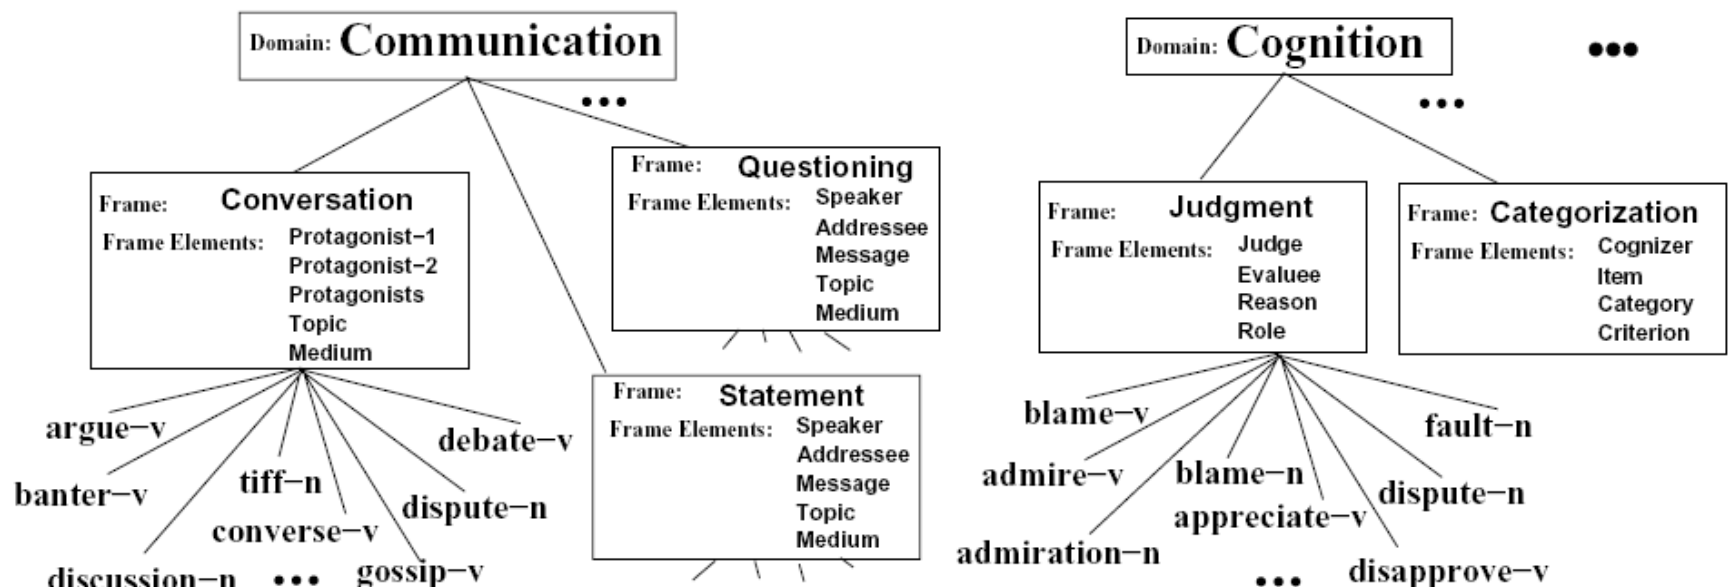 Domain: Communication
Frame: Conversation
Frame Elements: Protagonist-1
Protagonist-2
Protagonists
Topic
Medium
argue-v
banter-v
discussion-n
tiff-n
converse-v
gossip-v
dispute-n
debate-v
•••
•••
Frame: Questioning
Frame Elements: Speaker
Addressee
Message
Topic
Medium
Frame: Statement
Frame Elements: Speaker
Addressee
Message
Topic
Medium
Domain: Cognition
•••
•••
Frame: Judgment
Frame Elements: Judge
Evaluee
Reason
Role
blame-v
admire-v
admiration-n
blame-n
appreciate-v
disapprove-v
dispute-n
fault-n
•••
Frame: Categorization
Frame Elements: Cognizer
Item
Category
Criterion